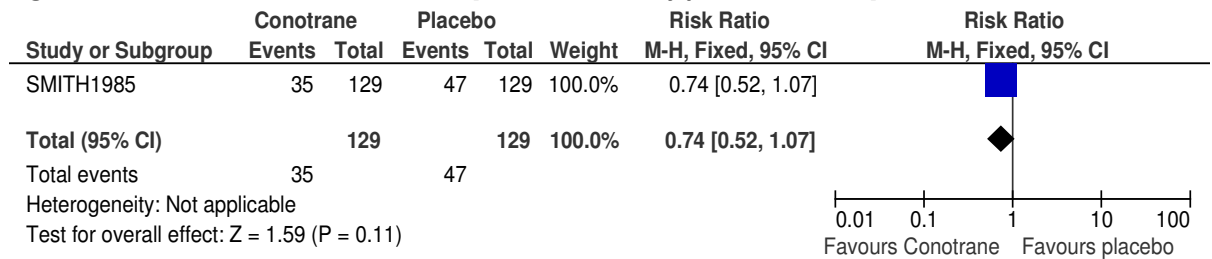 Conotrane Placebo Risk Ratio Risk Ratio
Study or Subgroup Events Total Events Total Weight M-H, Fixed, 95% CI M-H, Fixed, 95% CI
SMITH1985 35 129 47 129 100.0% 0.74 [0.52, 1.07]
Total (95% CI) 129 129 100.0% 0.74 [0.52, 1.07]
Total events 35 47
Heterogeneity: Not applicable
Test for overall effect: Z = 1.59 (P = 0.11)
0.01 0.1 1 10 100
Favours Conotrane Favours placebo